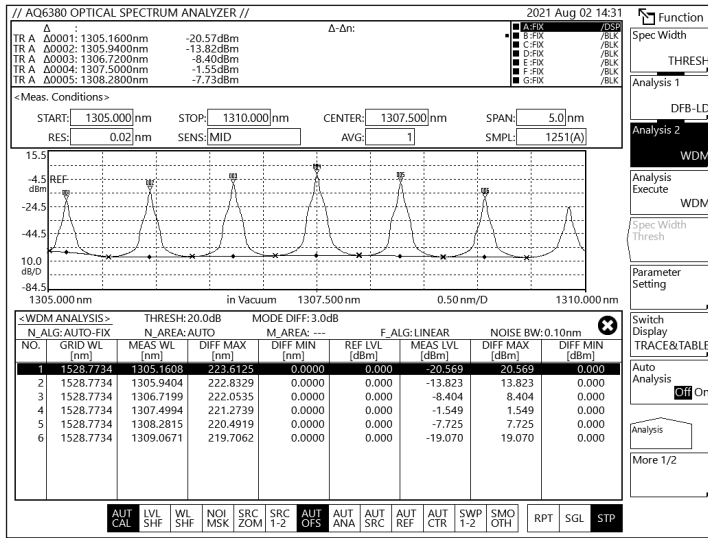 // AQ6380 OPTICAL SPECTRUM ANALYZER // 2021 Aug 02 14:31
Δ : Δ-Δn:
TR A Δ0001: 1305.1600nm -20.57dBm
TR A Δ0002: 1305.9400nm -13.82dBm
TR A Δ0003: 1306.7200nm -8.40dBm
TR A Δ0004: 1307.5000nm -1.55dBm
TR A Δ0005: 1308.2800nm -7.73dBm
A:FIX /DSP
B:FIX /BLK
C:FIX /BLK
D:FIX /BLK
E:FIX /BLK
F:FIX /BLK
G:FIX /BLK
<Meas. Conditions>
START: 1305.000 nm STOP: 1310.000 nm CENTER: 1307.500 nm SPAN: 5.0 nm
RES: 0.02 nm SENS: MID AVG: 1 SMPL: 1251(A)
15.5
-4.5 REF
dBm
-24.5
-44.5
10.0
dB/D
-84.5
001
002
003
004
005
006
1305.000 nm in Vacuum 1307.500 nm 0.50 nm/D 1310.000 nm
<WDM ANALYSIS> THRESH: 20.0dB MODE DIFF: 3.0dB
N_ALG: AUTO-FIX N_AREA: AUTO M_AREA: --- F_ALG: LINEAR NOISE BW: 0.10nm
NO. GRID WL MEAS WL DIFF MAX DIFF MIN REF LVL MEAS LVL DIFF MAX DIFF MIN
[nm] [nm] [nm] [nm] [dBm] [dBm] [dBm] [dBm]
1 1528.7734 1305.1608 223.6125 0.0000 0.000 -20.569 20.569 0.000
2 1528.7734 1305.9404 222.8329 0.0000 0.000 -13.823 13.823 0.000
3 1528.7734 1306.7199 222.0535 0.0000 0.000 -8.404 8.404 0.000
4 1528.7734 1307.4994 221.2739 0.0000 0.000 -1.549 1.549 0.000
5 1528.7734 1308.2815 220.4919 0.0000 0.000 -7.725 7.725 0.000
6 1528.7734 1309.0671 219.7062 0.0000 0.000 -19.070 19.070 0.000
AUT CAL
LVL SHF
WL SHF
NOI MSK
SRC ZOM
SRC 1-2
AUT OFS
AUT ANA
AUT SRC
AUT REF
AUT CTR
SWP 1-2
SMO OTH
RPT
SGL
STP
Function
Spec Width
THRESH
Analysis 1
DFB-LD
Analysis 2
WDM
Analysis
Execute
WDM
Spec Width
Thresh
Parameter
Setting
Switch
Display
TRACE&TABLE
Auto
Analysis
Off On
Analysis
More 1/2